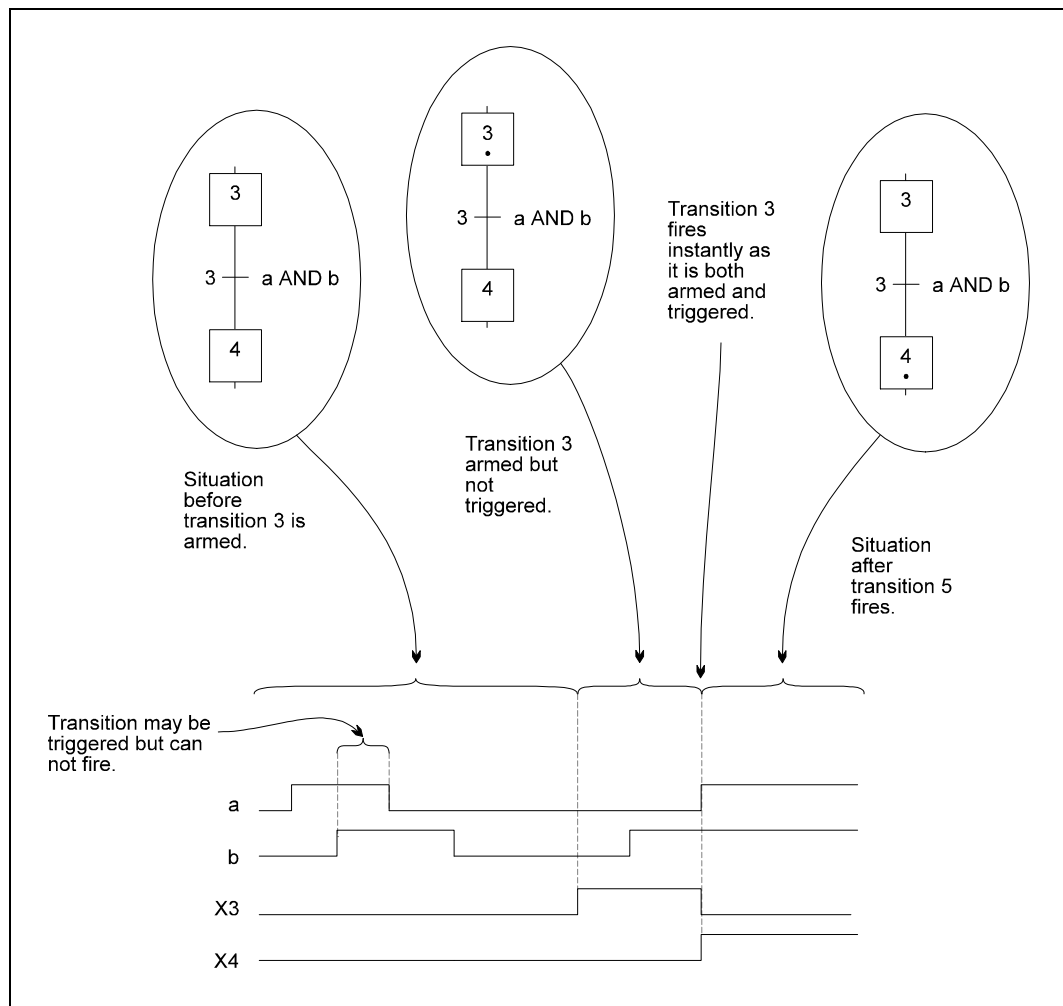 3
3 a AND b
4
Situation
before
transition 3 is
armed.
3
3 a AND b
4
Transition 3
armed but
not
triggered.
Transition 3
fires
instantly as
it is both
armed and
triggered.
3
3 a AND b
4
Situation
after
transition 5
fires.
Transition may be
triggered but can
not fire.
a
b
X3
X4